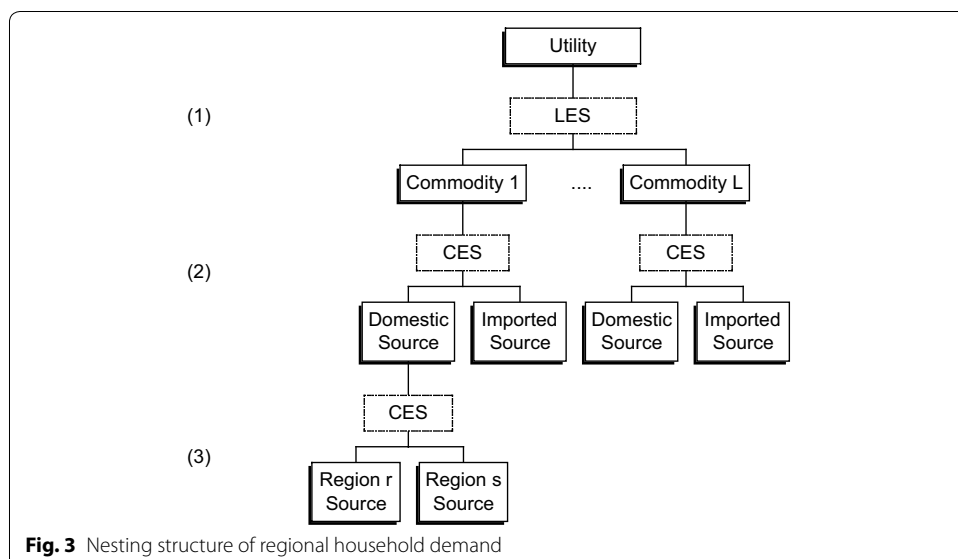 Utility
(1)
LES
Commodity 1
....
Commodity L
CES
CES
(2)
Domestic
Source
Imported
Source
Domestic
Source
Imported
Source
CES
(3)
Region r
Source
Region s
Source
Fig. 3 Nesting structure of regional household demand